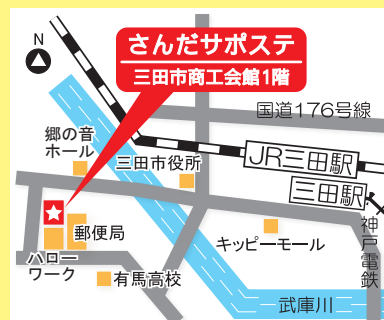 N
さんだサポステ
三田市商工会館1階
国道176号線
郷の音
ホール
三田市役所
JR三田駅
三田駅
神戸電鉄
郵便局
キッピーモール
ハロー
ワーク
有馬高校
武庫川